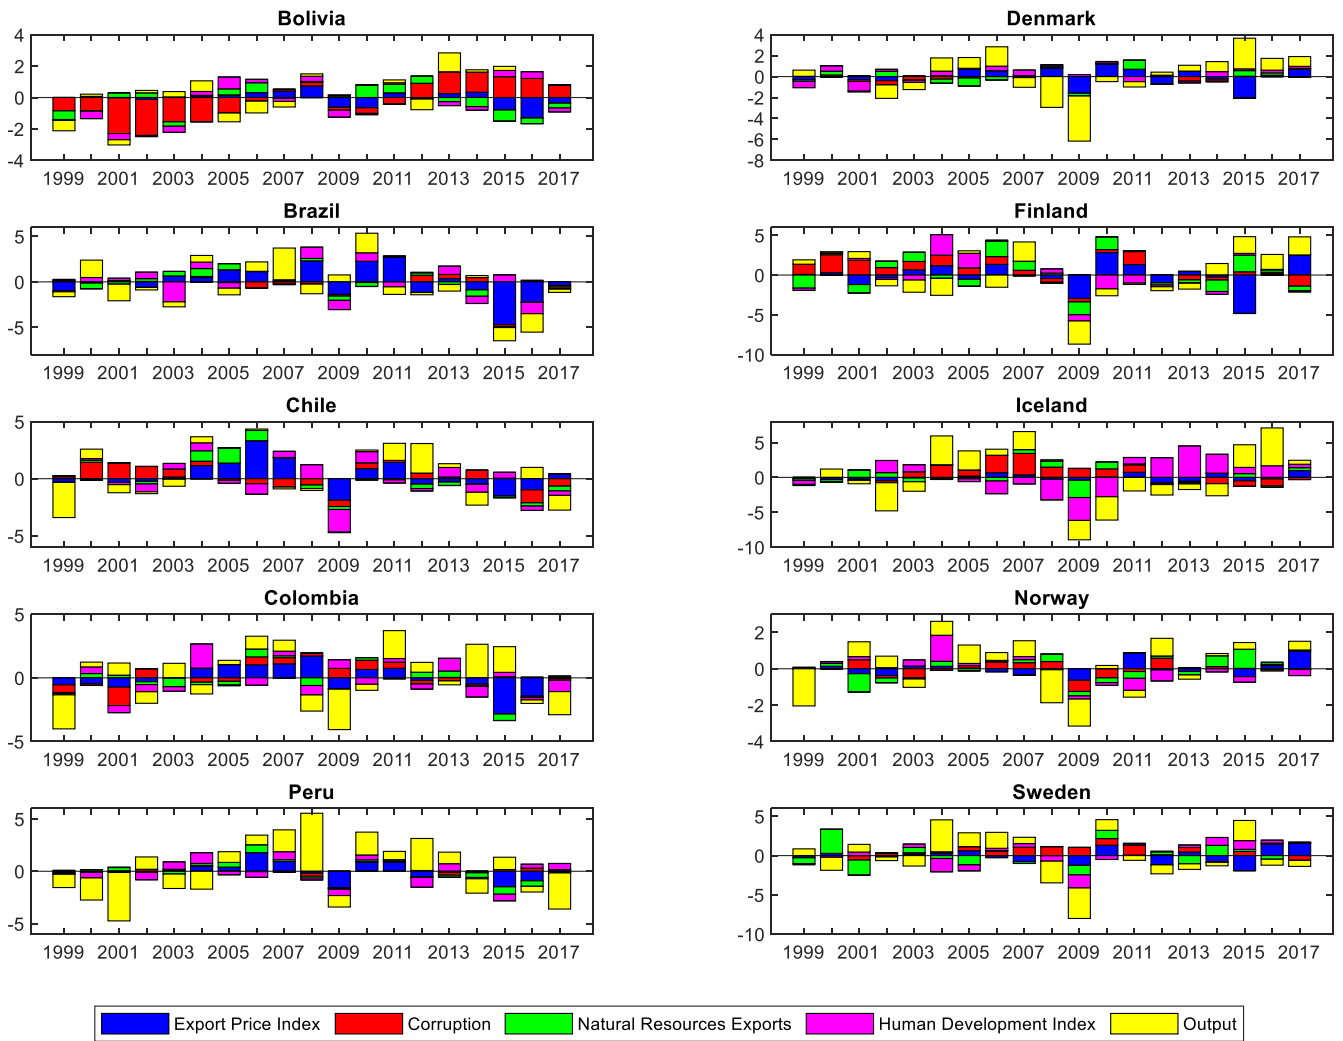 Bolivia
4
2
0
-2
-4
1999 2001 2003 2005 2007 2009 2011 2013 2015 2017
Denmark
4
2
0
-2
-4
-6
-8
1999 2001 2003 2005 2007 2009 2011 2013 2015 2017
Brazil
5
0
-5
1999 2001 2003 2005 2007 2009 2011 2013 2015 2017
Finland
5
0
-5
-10
1999 2001 2003 2005 2007 2009 2011 2013 2015 2017
Chile
5
0
-5
1999 2001 2003 2005 2007 2009 2011 2013 2015 2017
Iceland
5
0
-5
-10
1999 2001 2003 2005 2007 2009 2011 2013 2015 2017
Colombia
5
0
-5
1999 2001 2003 2005 2007 2009 2011 2013 2015 2017
Norway
2
0
-2
-4
1999 2001 2003 2005 2007 2009 2011 2013 2015 2017
Peru
5
0
-5
1999 2001 2003 2005 2007 2009 2011 2013 2015 2017
Sweden
5
0
-5
-10
1999 2001 2003 2005 2007 2009 2011 2013 2015 2017
Export Price Index Corruption Natural Resources Exports Human Development Index Output